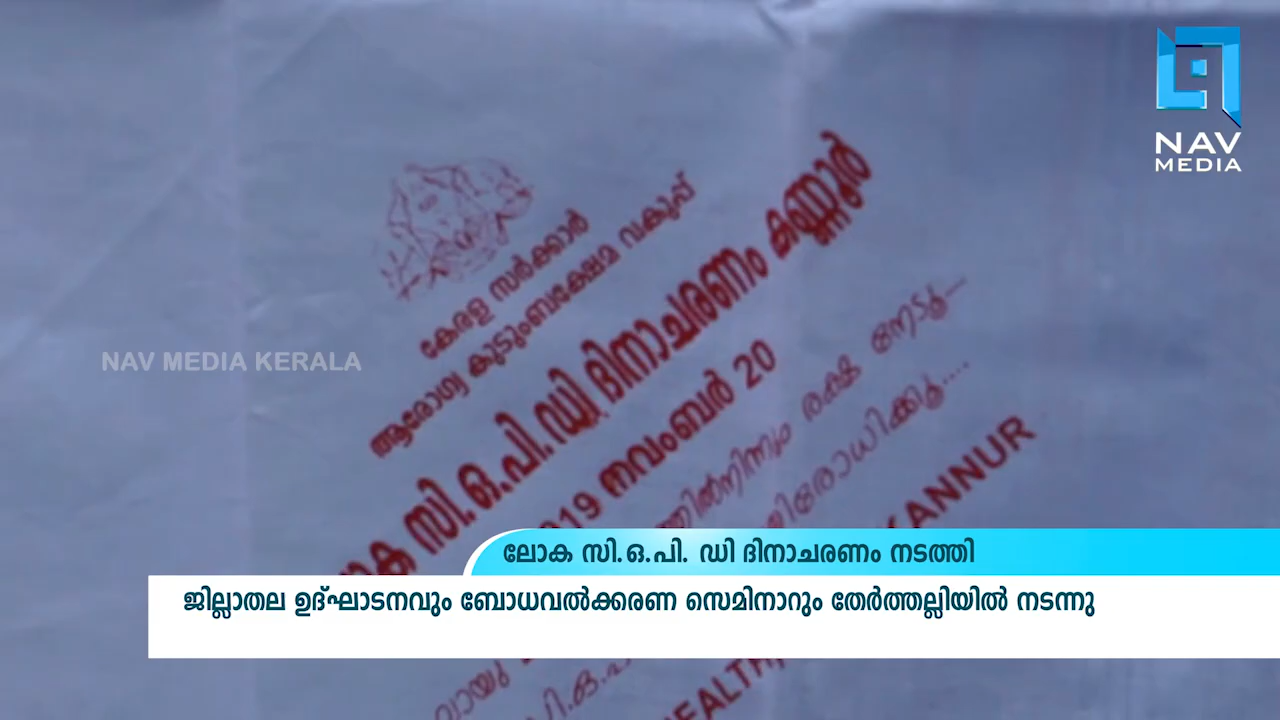 NAV
MEDIA
കേരള സർക്കാർ
ആരോഗ്യ കുടുംബക്ഷേമ വകുപ്പ്
സി.ഒ.പി.ഡി ദിനാചരണം കണ്ണൂർ
നവംബർ 20
രക്ഷ നേടൂ...
KANNUR
NAV MEDIA KERALA
ലോക സി.ഒ.പി. ഡി ദിനാചരണം നടത്തി
ജില്ലാതല ഉദ്ഘാടനവും ബോധവൽക്കരണ സെമിനാറും തേർത്തല്ലിയിൽ നടന്നു
വായു